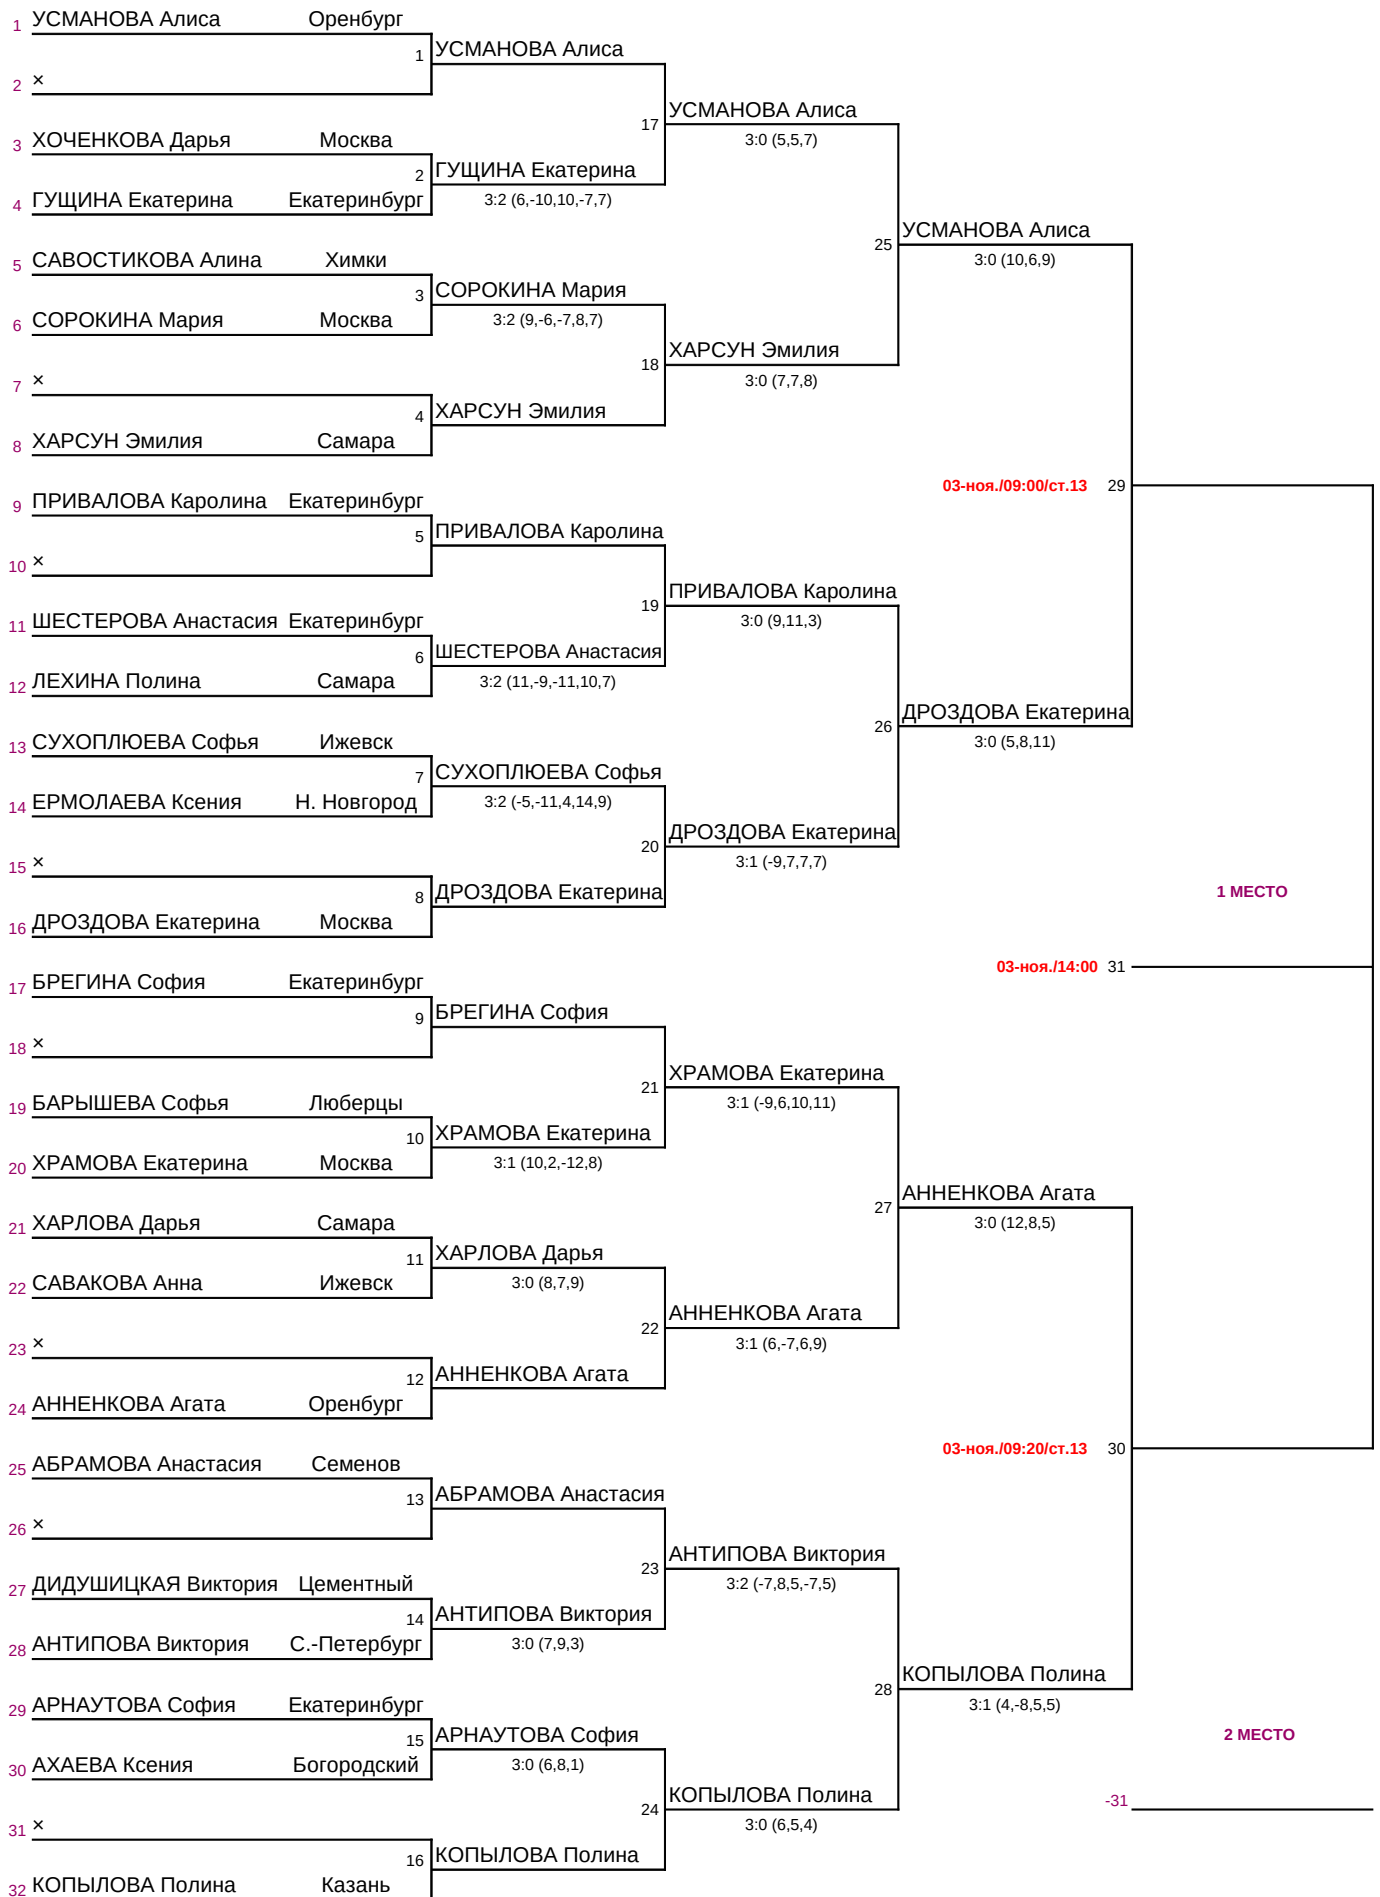 1 УСМАНОВА Алиса Оренбург
1 УСМАНОВА Алиса
2 ×
17 УСМАНОВА Алиса
3:0 (5,5,7)
3 ХОЧЕНКОВА Дарья Москва
2 ГУЩИНА Екатерина
4 ГУЩИНА Екатерина Екатеринбург 3:2 (6,-10,10,-7,7)
25 УСМАНОВА Алиса
3:0 (10,6,9)
5 САВОСТИКОВА Алина Химки
3 СОРОКИНА Мария
6 СОРОКИНА Мария Москва 3:2 (9,-6,-7,8,7)
18 ХАРСУН Эмилия
3:0 (7,7,8)
7 ×
4 ХАРСУН Эмилия
8 ХАРСУН Эмилия Самара
03-ноя./09:00/ст.13 29
9 ПРИВАЛОВА Каролина Екатеринбург
5 ПРИВАЛОВА Каролина
10 ×
19 ПРИВАЛОВА Каролина
3:0 (9,11,3)
11 ШЕСТЕРОВА Анастасия Екатеринбург
6 ШЕСТЕРОВА Анастасия
12 ЛЕХИНА Полина Самара 3:2 (11,-9,-11,10,7)
26 ДРОЗДОВА Екатерина
3:0 (5,8,11)
13 СУХОПЛЮЕВА Софья Ижевск
7 СУХОПЛЮЕВА Софья
14 ЕРМОЛАЕВА Ксения Н. Новгород 3:2 (-5,-11,4,14,9)
20 ДРОЗДОВА Екатерина
3:1 (-9,7,7,7)
15 ×
8 ДРОЗДОВА Екатерина
1 МЕСТО
16 ДРОЗДОВА Екатерина Москва
03-ноя./14:00 31
17 БРЕГИНА София Екатеринбург
9 БРЕГИНА София
18 ×
21 ХРАМОВА Екатерина
3:1 (-9,6,10,11)
19 БАРЫШЕВА Софья Люберцы
10 ХРАМОВА Екатерина
20 ХРАМОВА Екатерина Москва 3:1 (10,2,-12,8)
27 АННЕНКОВА Агата
3:0 (12,8,5)
21 ХАРЛОВА Дарья Самара
11 ХАРЛОВА Дарья
22 САВАКОВА Анна Ижевск 3:0 (8,7,9)
22 АННЕНКОВА Агата
3:1 (6,-7,6,9)
23 ×
12 АННЕНКОВА Агата
24 АННЕНКОВА Агата Оренбург
03-ноя./09:20/ст.13 30
25 АБРАМОВА Анастасия Семенов
13 АБРАМОВА Анастасия
26 ×
23 АНТИПОВА Виктория
3:2 (-7,8,5,-7,5)
27 ДИДУШИЦКАЯ Виктория Цементный
14 АНТИПОВА Виктория
28 АНТИПОВА Виктория С.-Петербург 3:0 (7,9,3)
28 КОПЫЛОВА Полина
3:1 (4,-8,5,5)
29 АРНАУТОВА София Екатеринбург
15 АРНАУТОВА София
2 МЕСТО
30 АХАЕВА Ксения Богородский 3:0 (6,8,1)
24 КОПЫЛОВА Полина
3:0 (6,5,4)
-31
31 ×
16 КОПЫЛОВА Полина
32 КОПЫЛОВА Полина Казань